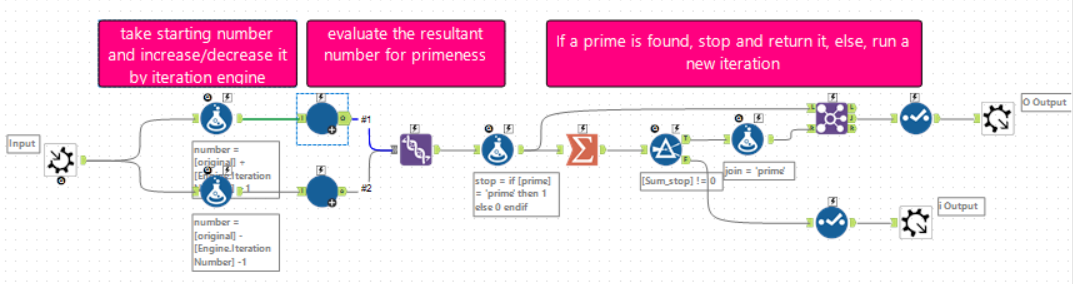 take starting number
and increase/decrease it
by iteration engine
evaluate the resultant
number for primeness
If a prime is found, stop and return it, else, run a
new iteration
Input
number =
[original] +
[Engine.Iteration
-1
number =
[original] -
[Engine.Iteration
Number] -1
#1
#2
stop = if [prime]
= 'prime' then 1
else 0 endif
[Sum_stop] != 0
join = 'prime'
T
F
L
J
R
L
R
O Output
i Output